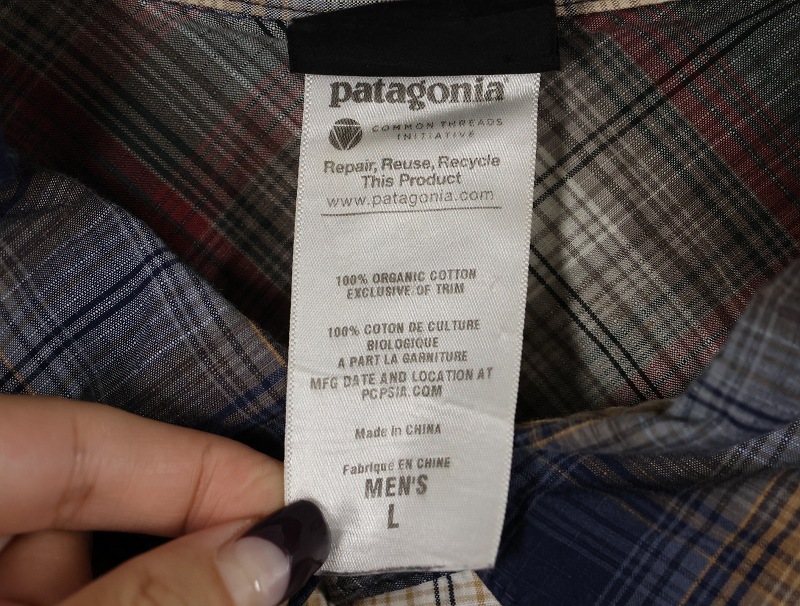 patagonia®
COMMON THREADS
INITIATIVE
Repair, Reuse, Recycle
This Product
www.patagonia.com
100% ORGANIC COTTON
EXCLUSIVE OF TRIM
100% COTON DE CULTURE
BIOLOGIQUE
A PART LA GARNITURE
MFG DATE AND LOCATION AT
PCPSIA.COM
Made in CHINA
Fabriqué EN CHINE
MEN'S
L